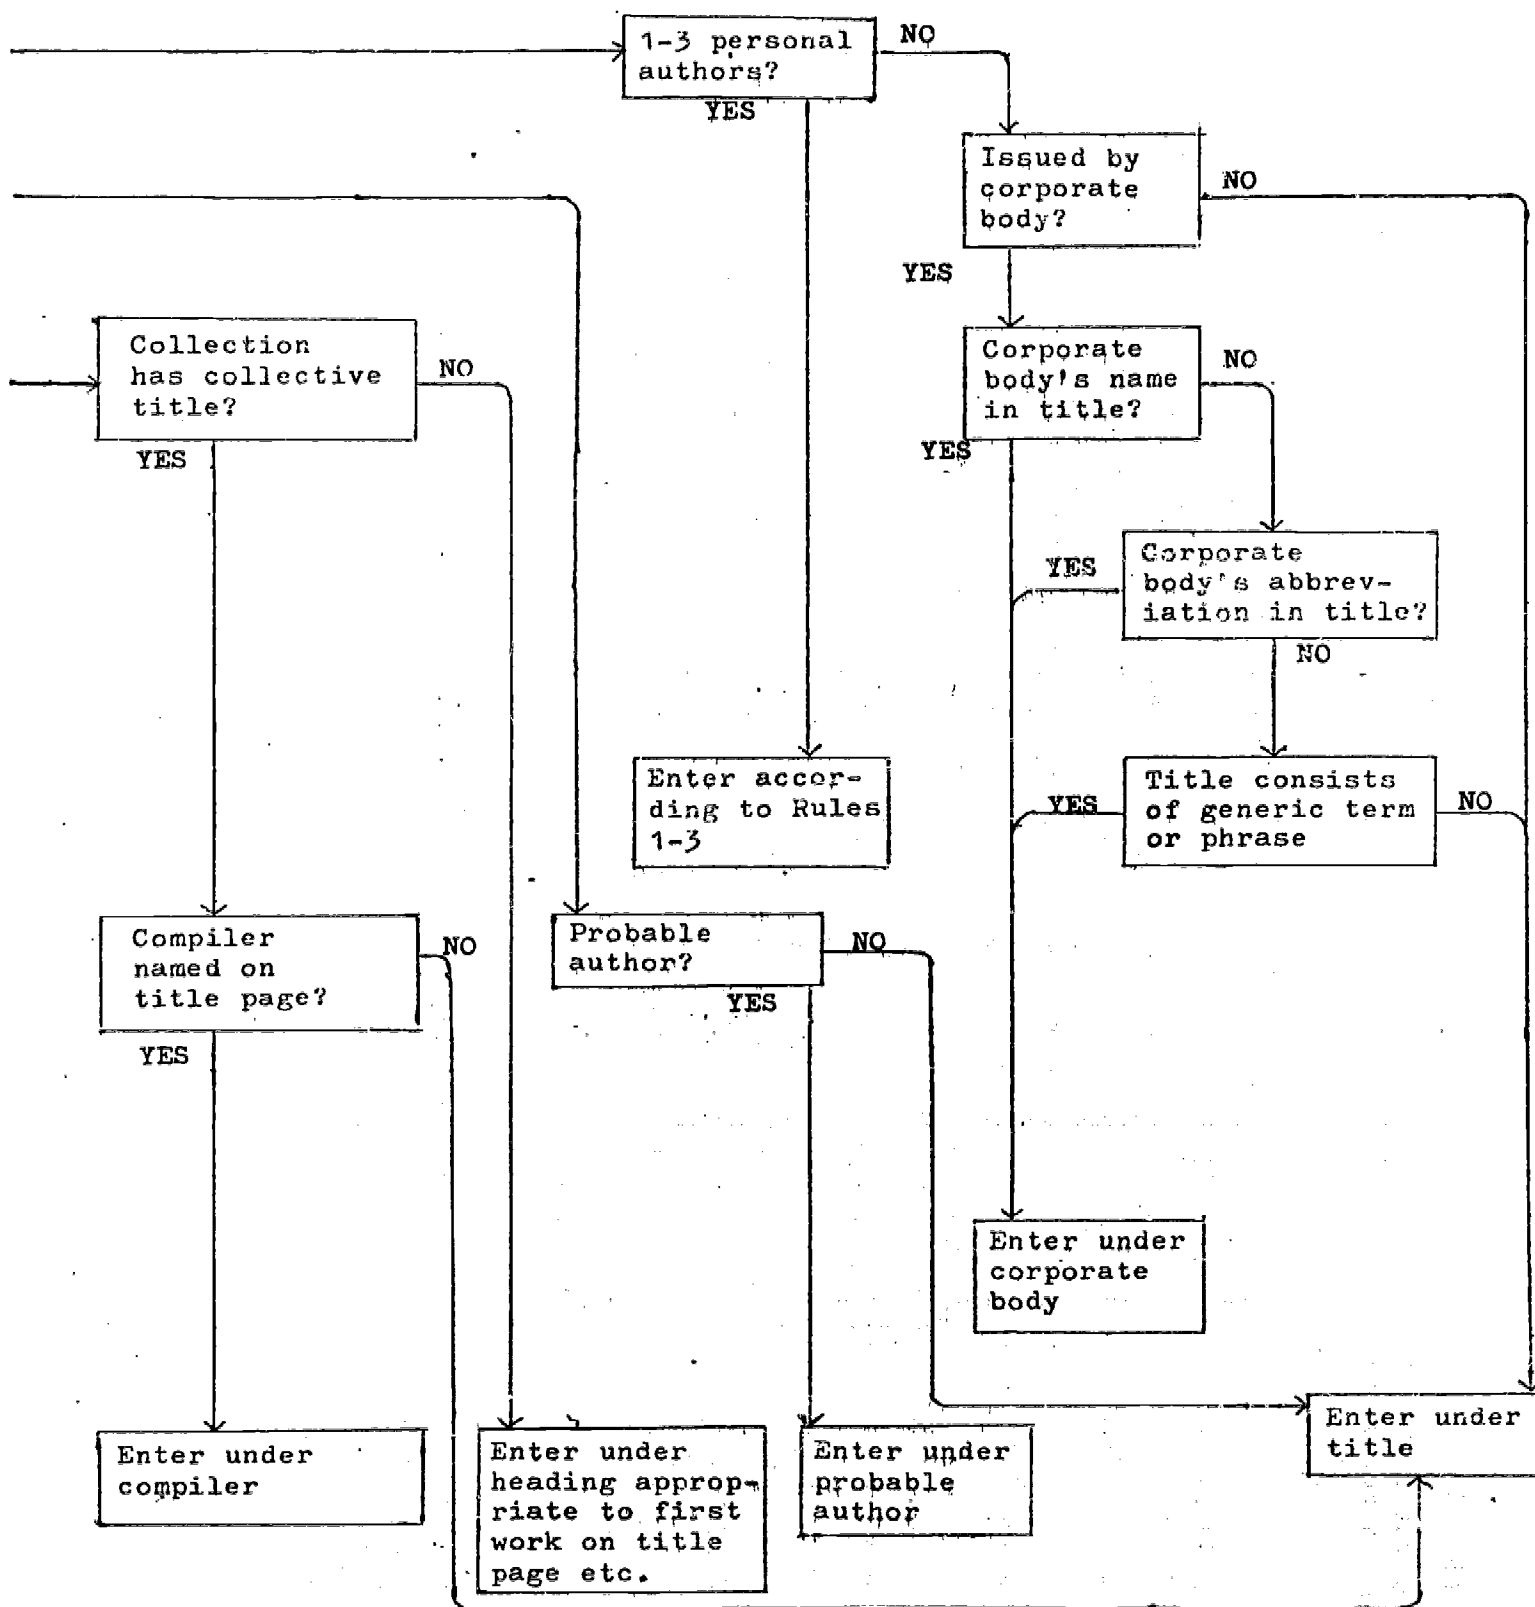 1-3 personal
authors?
NO
YES
Issued by
corporate
body?
NO
YES
Collection
has collective
title?
NO
YES
Corporate
body's name
in title?
NO
YES
Corporate
body's abbrev-
iation in title?
YES
NO
Enter accor-
ding to Rules
1-3
Title consists
of generic term
or phrase
YES
NO
Compiler
named on
title page?
NO
YES
Probable
author?
NO
YES
Enter under
corporate
body
Enter under
compiler
Enter under
heading approp-
riate to first
work on title
page etc.
Enter under
probable
author
Enter under
title